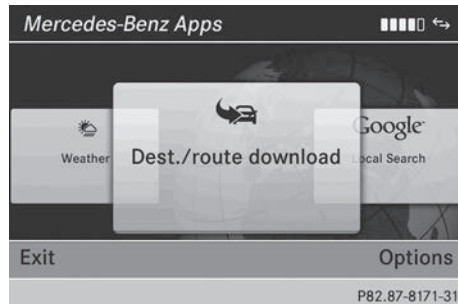 Mercedes-Benz Apps
Google
Weather
Dest./route download
Local Search
Exit
Options
P82.87-8171-31